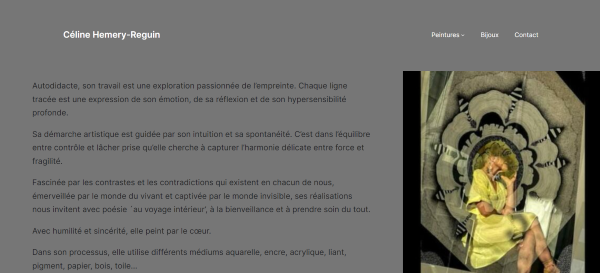 Céline Hemery-Reguin
Peintures Bijoux Contact
Autodidacte, son travail est une exploration passionnée de l'empreinte. Chaque ligne
tracée est une expression de son émotion, de sa réflexion et de son hypersensibilité
profonde.
Sa démarche artistique est guidée par son intuition et sa spontanéité. C'est dans l'équilibre
entre contrôle et lâcher prise qu'elle cherche à capturer l'harmonie délicate entre force et
fragilité.
Fascinée par les contrastes et les contradictions qui existent en chacun de nous,
émerveillée par le monde du vivant et captivée par le monde invisible, ses réalisations
nous invitent avec poésie `au voyage intérieur', à la bienveillance et à prendre soin du tout.
Avec humilité et sincérité, elle peint par le cœur.
Dans son processus, elle utilise différents médiums aquarelle, encre, acrylique, liant,
pigment, papier, bois, toile...